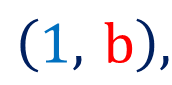 (1, b),